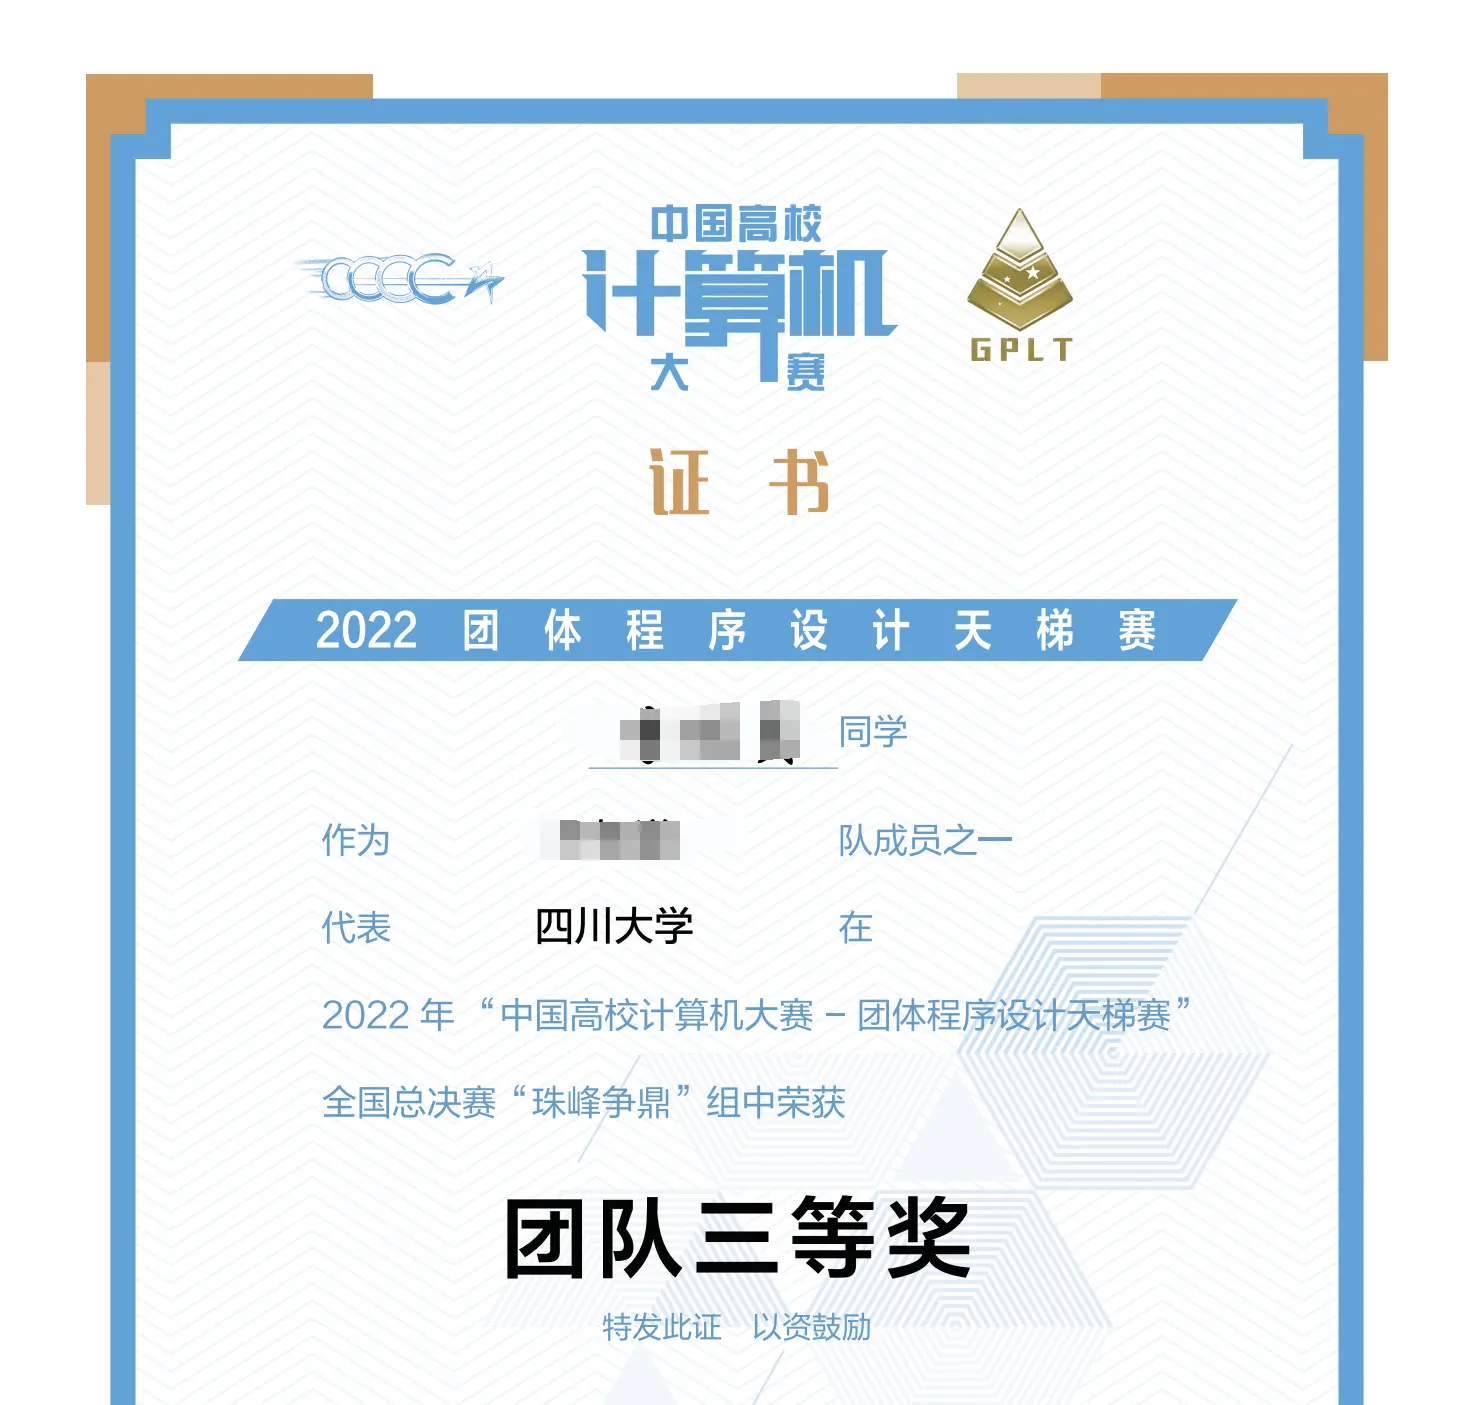 中国高校
计算机
大赛
CCCC
GPLT
证书
2022 团体程序设计天梯赛
同学
作为 队成员之一
代表 四川大学 在
2022 年 “中国高校计算机大赛 – 团体程序设计天梯赛”
全国总决赛“珠峰争鼎”组中荣获
团队三等奖
特发此证 以资鼓励